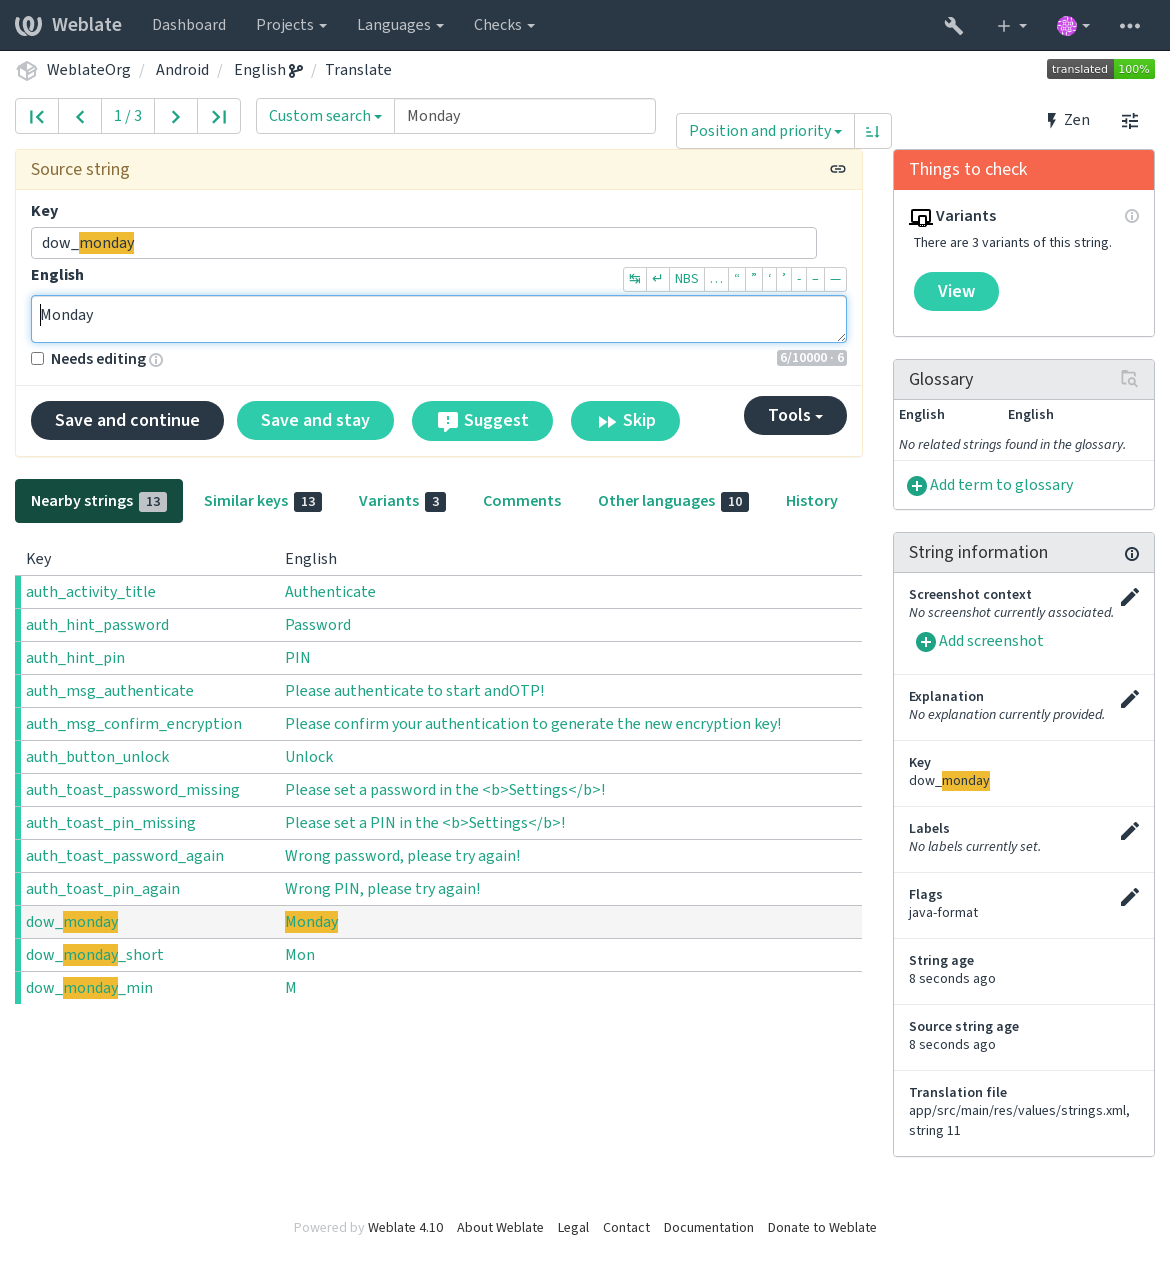 Weblate Dashboard Projects Languages Checks
WeblateOrg / Android / English / Translate translated 100%
1 / 3 Custom search Monday Position and priority Zen
Source string
Key
dow_monday
English ↹ ↵ NBS … “ ” ‘ ’ - – —
Monday
Needs editing 6/10000 · 6
Save and continue Save and stay Suggest Skip Tools
Nearby strings 13 Similar keys 13 Variants 3 Comments Other languages 10 History
Key English
auth_activity_title Authenticate
auth_hint_password Password
auth_hint_pin PIN
auth_msg_authenticate Please authenticate to start andOTP!
auth_msg_confirm_encryption Please confirm your authentication to generate the new encryption key!
auth_button_unlock Unlock
auth_toast_password_missing Please set a password in the <b>Settings</b>!
auth_toast_pin_missing Please set a PIN in the <b>Settings</b>!
auth_toast_password_again Wrong password, please try again!
auth_toast_pin_again Wrong PIN, please try again!
dow_monday Monday
dow_monday_short Mon
dow_monday_min M
Things to check
Variants
There are 3 variants of this string.
View
Glossary
English English
No related strings found in the glossary.
Add term to glossary
String information
Screenshot context
No screenshot currently associated.
Add screenshot
Explanation
No explanation currently provided.
Key
dow_monday
Labels
No labels currently set.
Flags
java-format
String age
8 seconds ago
Source string age
8 seconds ago
Translation file
app/src/main/res/values/strings.xml,
string 11
Powered by Weblate 4.10 About Weblate Legal Contact Documentation Donate to Weblate